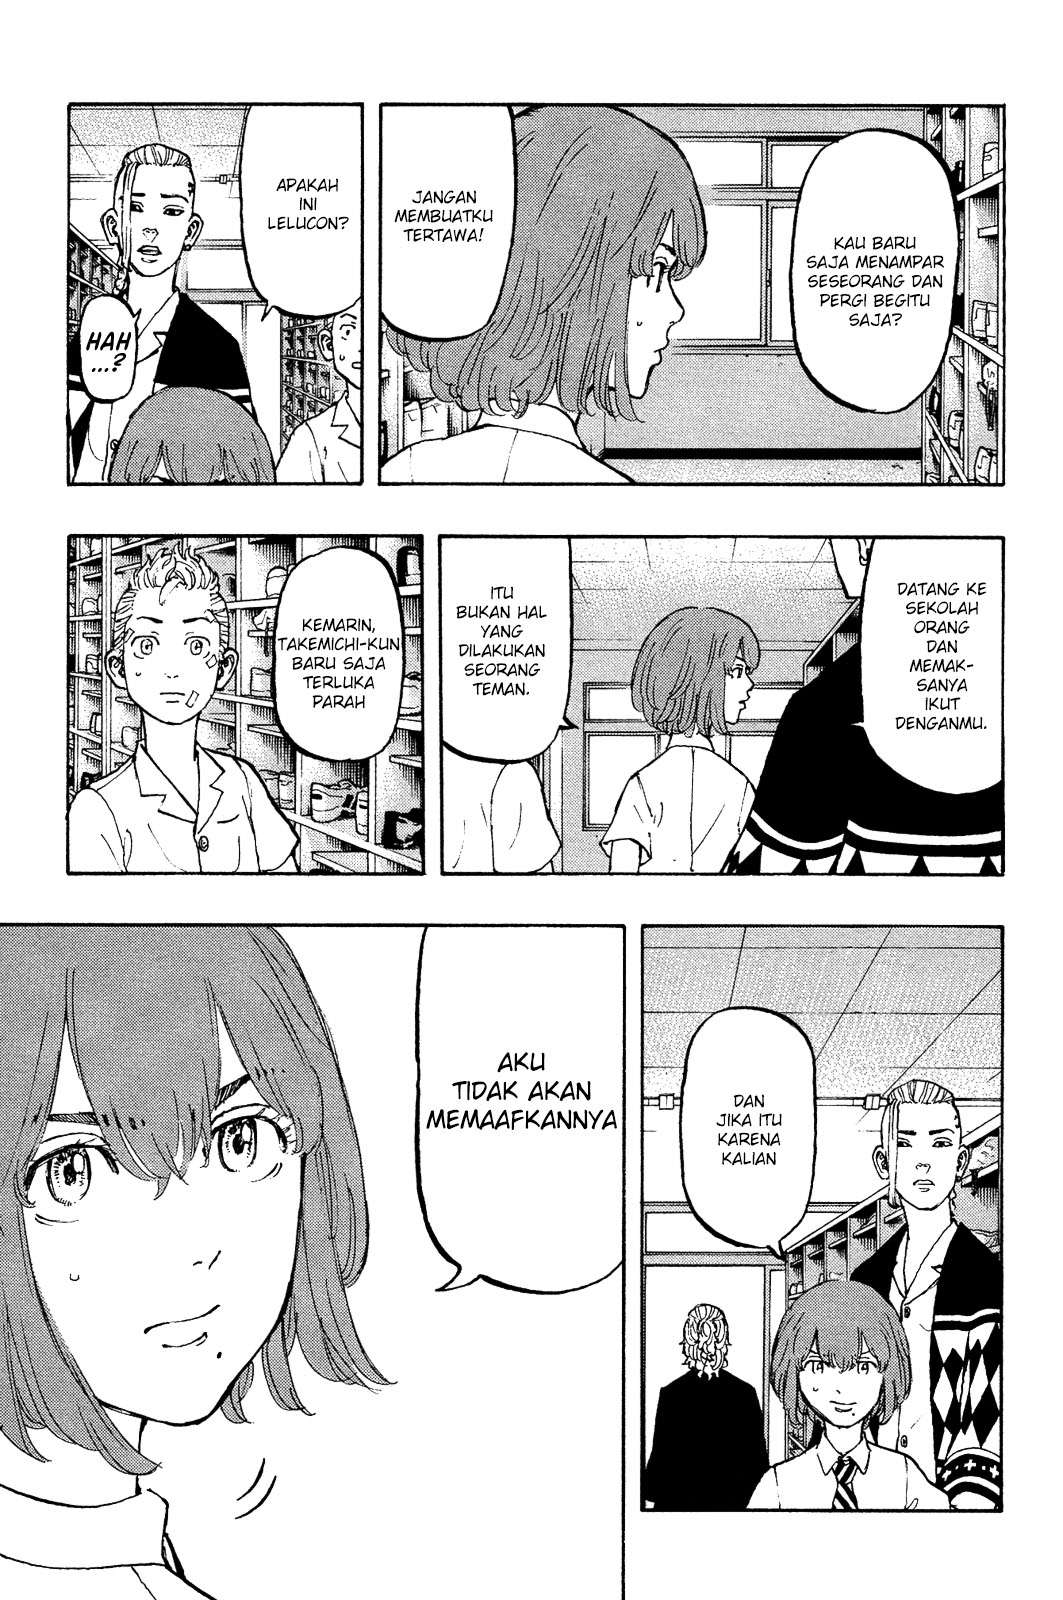 KAU BARU
SAJA MENAMPAR
SESEORANG DAN
PERGI BEGITU
SAJA?
JANGAN
MEMBUATKU
TERTAWA!
APAKAH
INI
LELUCON?
HAH
....?
DATANG KE
SEKOLAH
ORANG
DAN
MEMAK-
SANYA
IKUT
DENGANMU.
ITU
BUKAN HAL
YANG
DILAKUKAN
SEORANG
TEMAN.
KEMARIN,
TAKEMICHI-KUN
BARU SAJA
TERLUKA
PARAH
DAN
JIKA ITU
KARENA
KALIAN
AKU
TIDAK AKAN
MEMAAFKANNYA